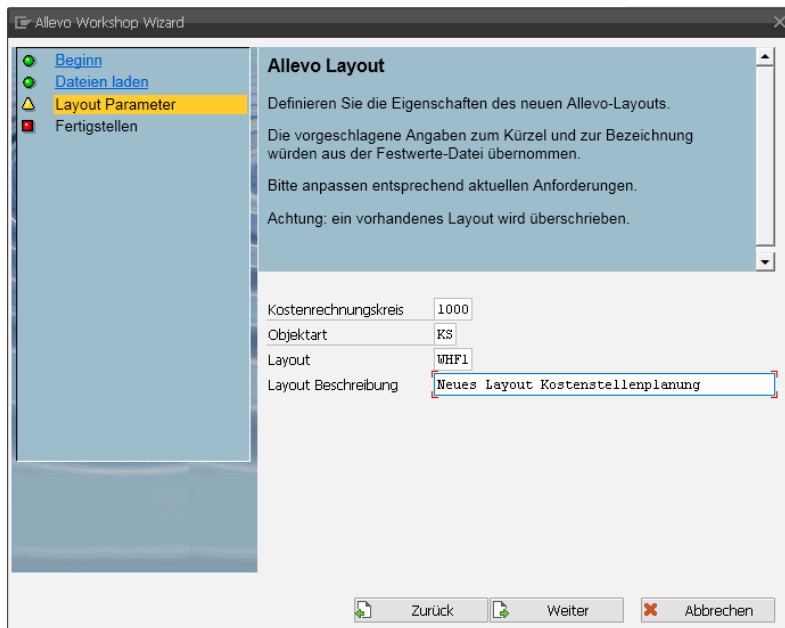 Allevo Workshop Wizard
Beginn
Dateien laden
Layout Parameter
Fertigstellen
Allevo Layout
Definieren Sie die Eigenschaften des neuen Allevo-Layouts.
Die vorgeschlagene Angaben zum Kürzel und zur Bezeichnung
würden aus der Festwerte-Datei übernommen.
Bitte anpassen entsprechend aktuellen Anforderungen.
Achtung: ein vorhandenes Layout wird überschrieben.
Kostenrechnungskreis 1000
Objektart KS
Layout WHF1
Layout Beschreibung Neues Layout Kostenstellenplanung
Zurück Weiter Abbrechen